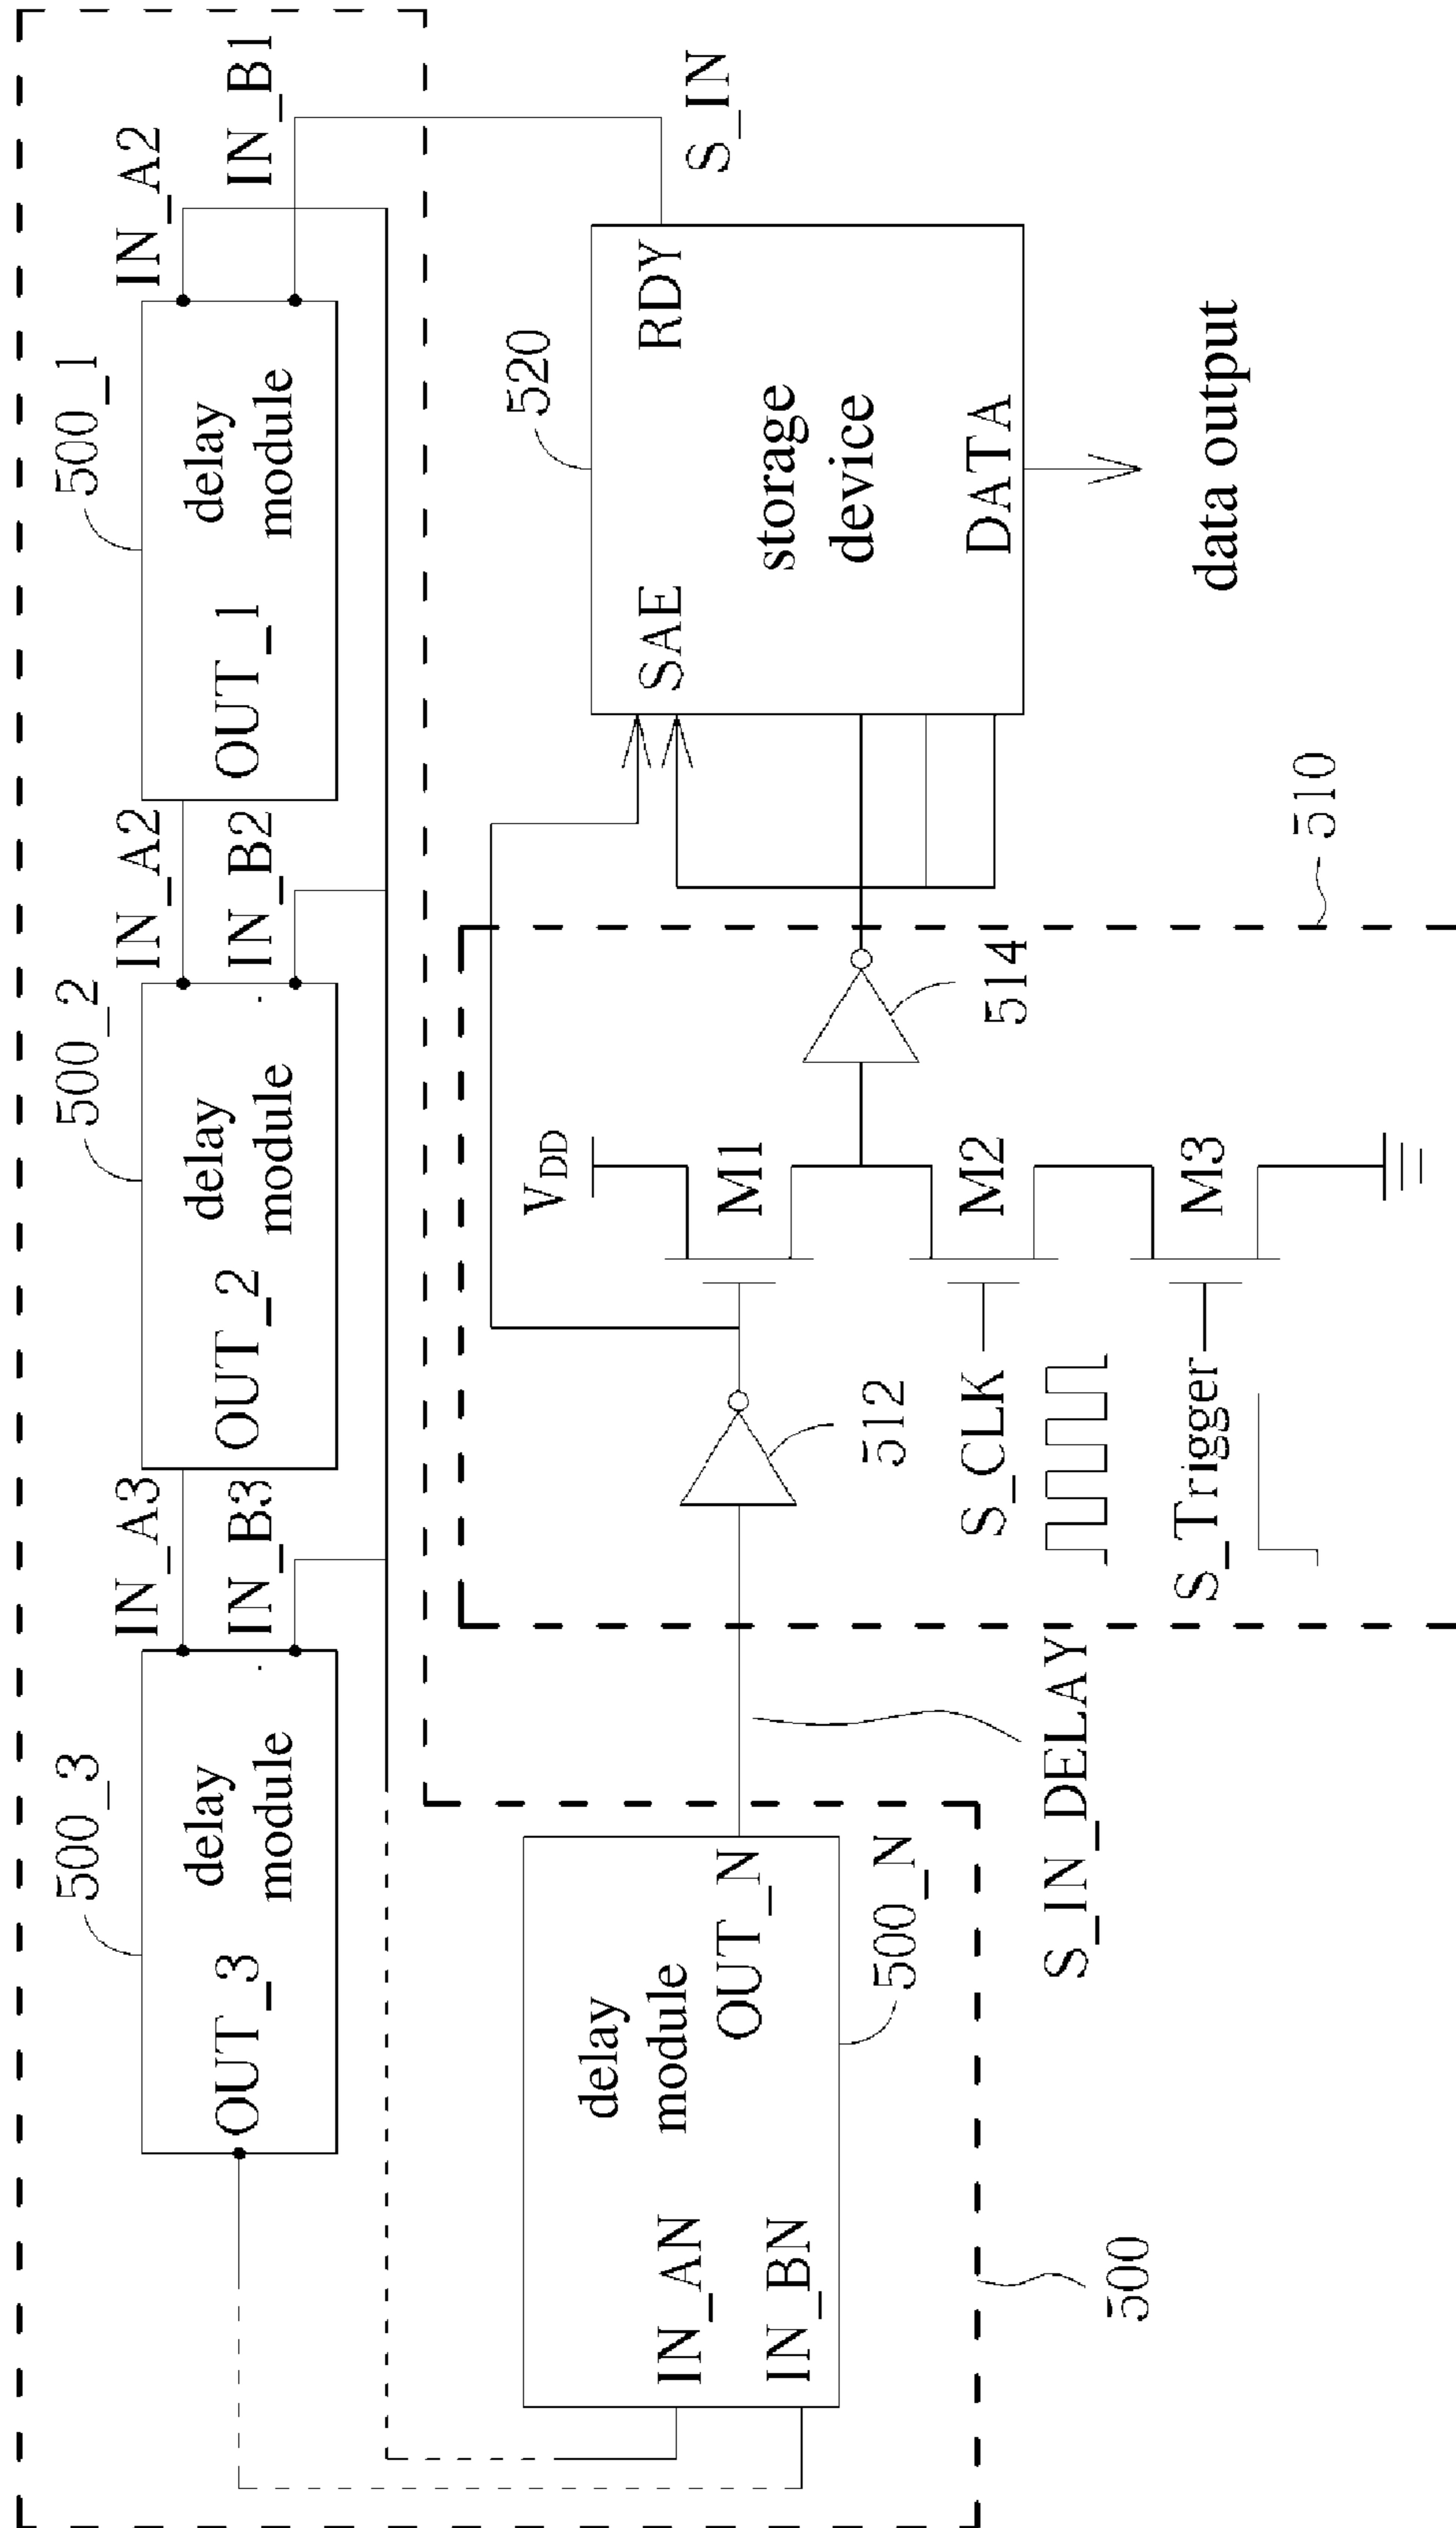 500_3
500_2
500_1
IN_A3
IN_A2
IN_A2
delay
module
delay
module
delay
module
OUT_3
IN_B3
OUT_2
IN_B2
OUT_1
IN_B1
S_IN
520
delay
module
OUT_N
IN_AN
IN_BN
500_N
500
S_IN_DELAY
512
VDD
M1
S_CLK
M2
S_Trigger
M3
514
510
SAE
RDY
storage
device
DATA
data output